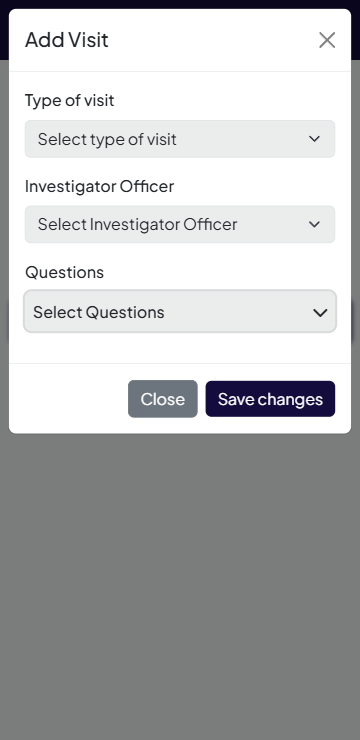 Add Visit
Type of visit
Select type of visit
Investigator Officer
Select Investigator Officer
Questions
Select Questions
Close
Save changes